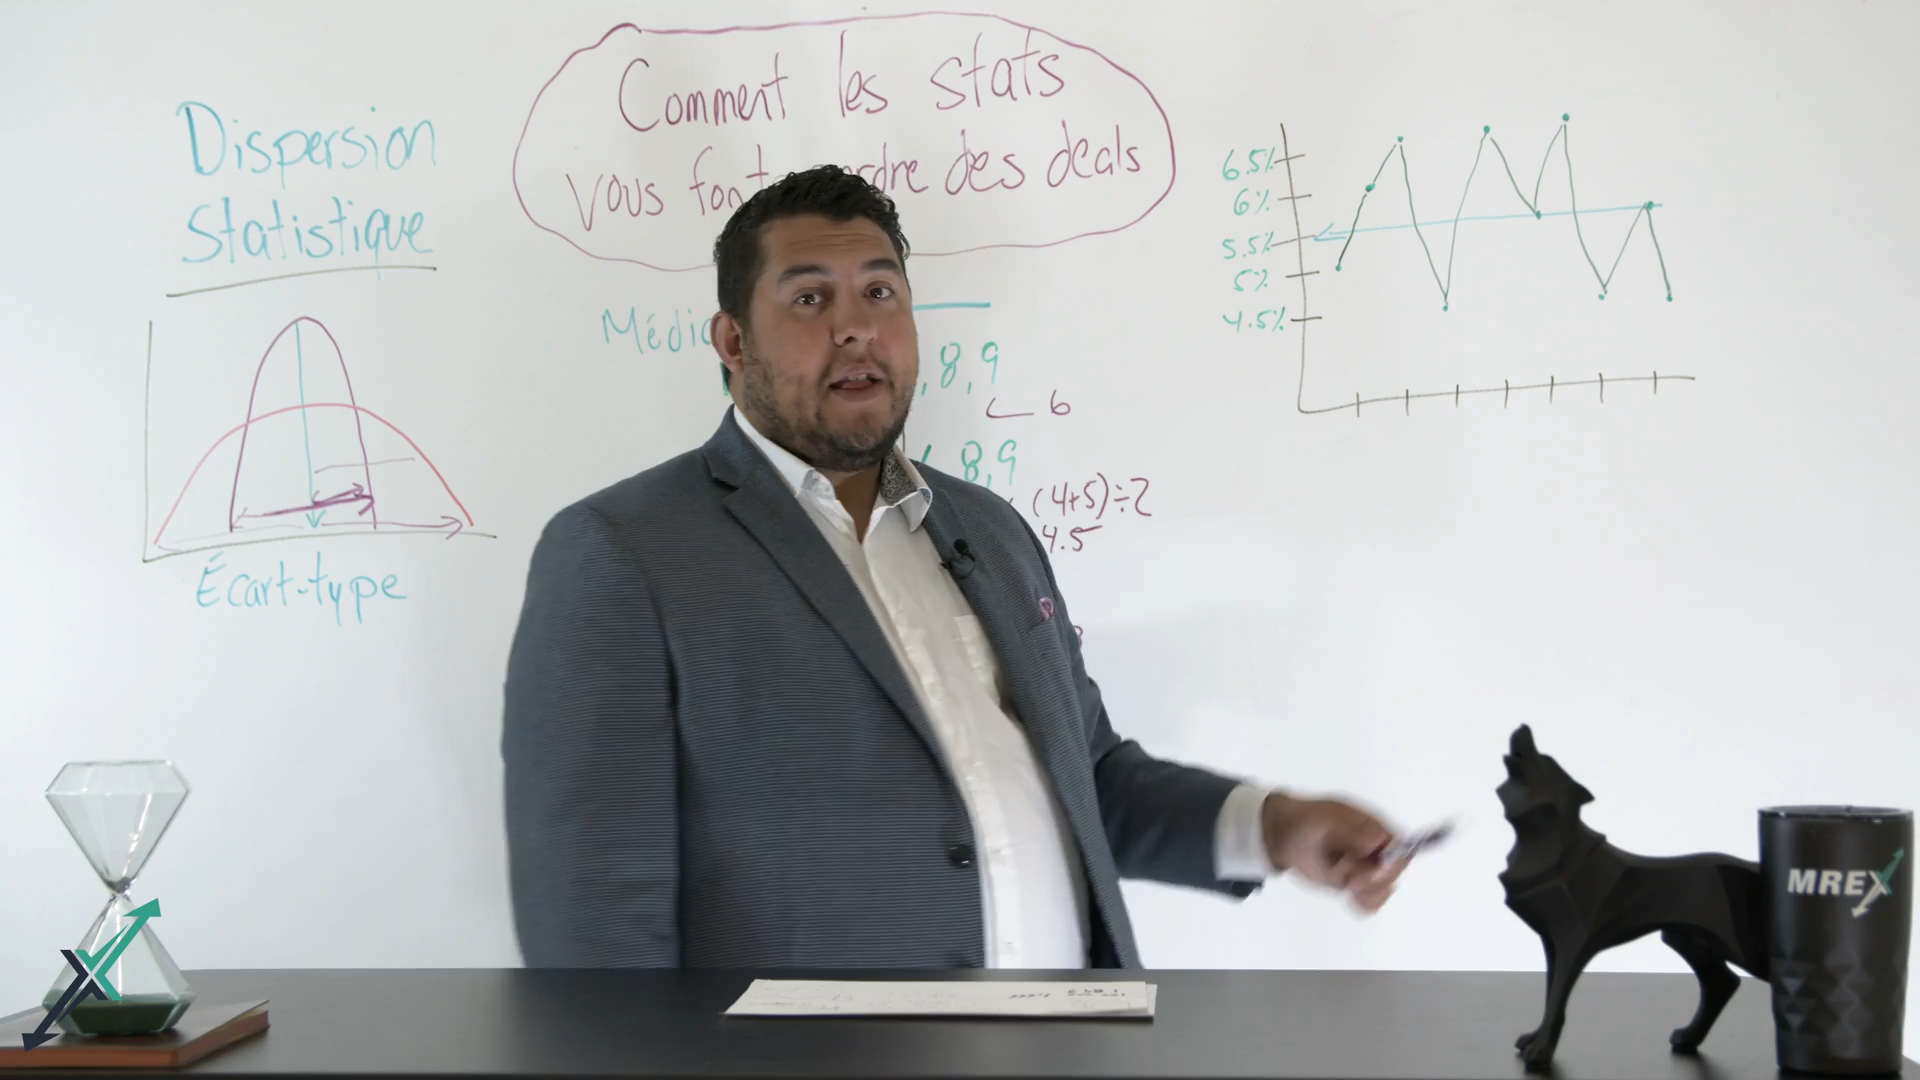 Comment les stats
vous font des deals
Dispersion
Statistique
Écart-type
8,9
6
8,9
(4+5)÷2
4.5
6.5%
6%
5.5%
5%
4.5%
MREX